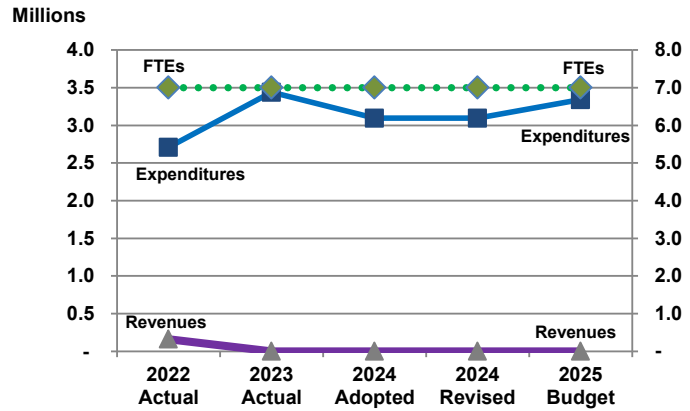 Millions
4.0 8.0
FTEs FTEs
3.5 7.0
3.0 6.0
Expenditures
2.5 5.0
Expenditures
2.0 4.0
1.5 3.0
1.0 2.0
0.5 1.0
Revenues Revenues
- -
2022 2023 2024 2024 2025
Actual Actual Adopted Revised Budget